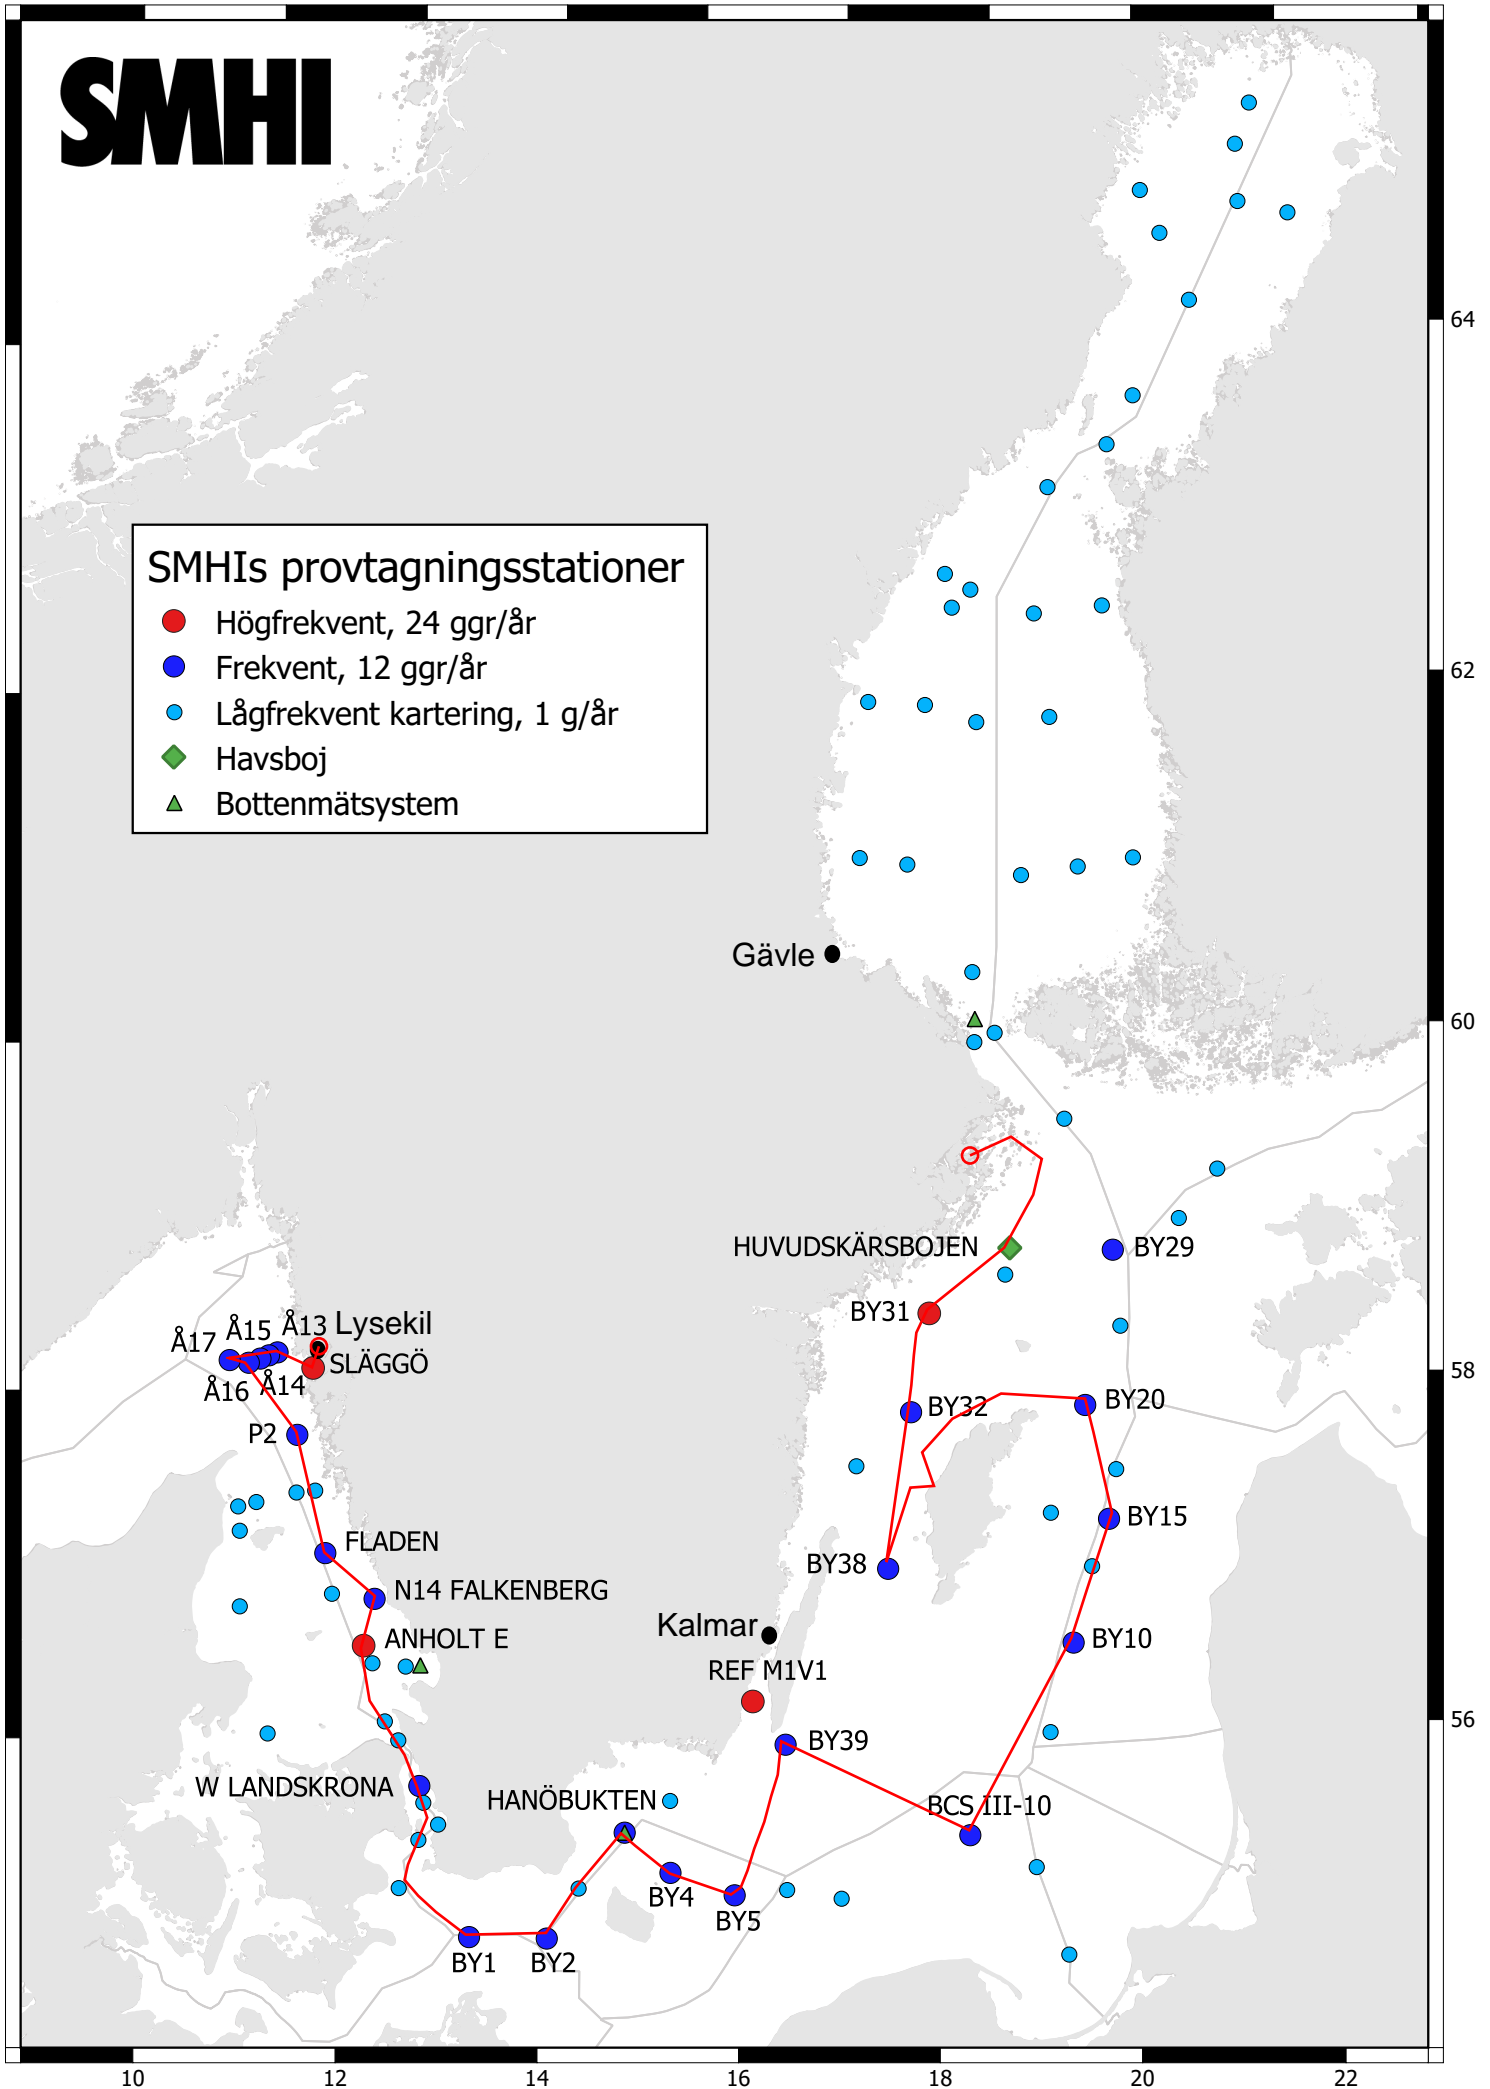 SMHI
64
SMHIs provtagningsstationer
Högfrekvent, 24 ggr/år
Frekvent, 12 ggr/år
Lågfrekvent kartering, 1 g/år
Havsboj
Bottenmätsystem
62
Gävle
60
HUVUDSKÄRSBOJEN
BY29
BY31
Å17
Å15
Å13
Lysekil
SLÄGGÖ
Å16
Å14
58
BY32
BY20
P2
BY15
FLADEN
BY38
N14 FALKENBERG
Kalmar
ANHOLT E
BY10
REF M1V1
56
BY39
W LANDSKRONA
HANÖBUKTEN
BCS III-10
BY4
BY5
BY1
BY2
10
12
14
16
18
20
22